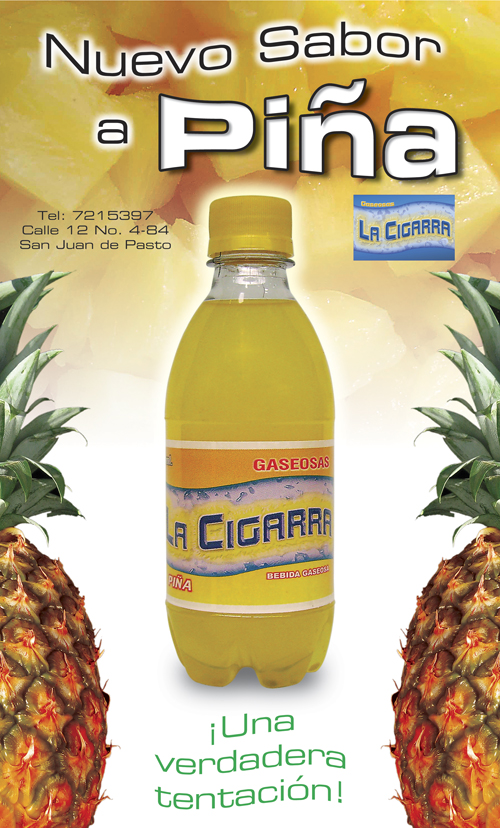 Nuevo Sabor
a Piña
Tel: 7215397
Calle 12 No. 4-84
San Juan de Pasto
Gaseosas
LA CIGARRA
GASEOSAS
LA CIGARRA
PIÑA
BEBIDA GASEOSA
¡Una
verdadera
tentación!